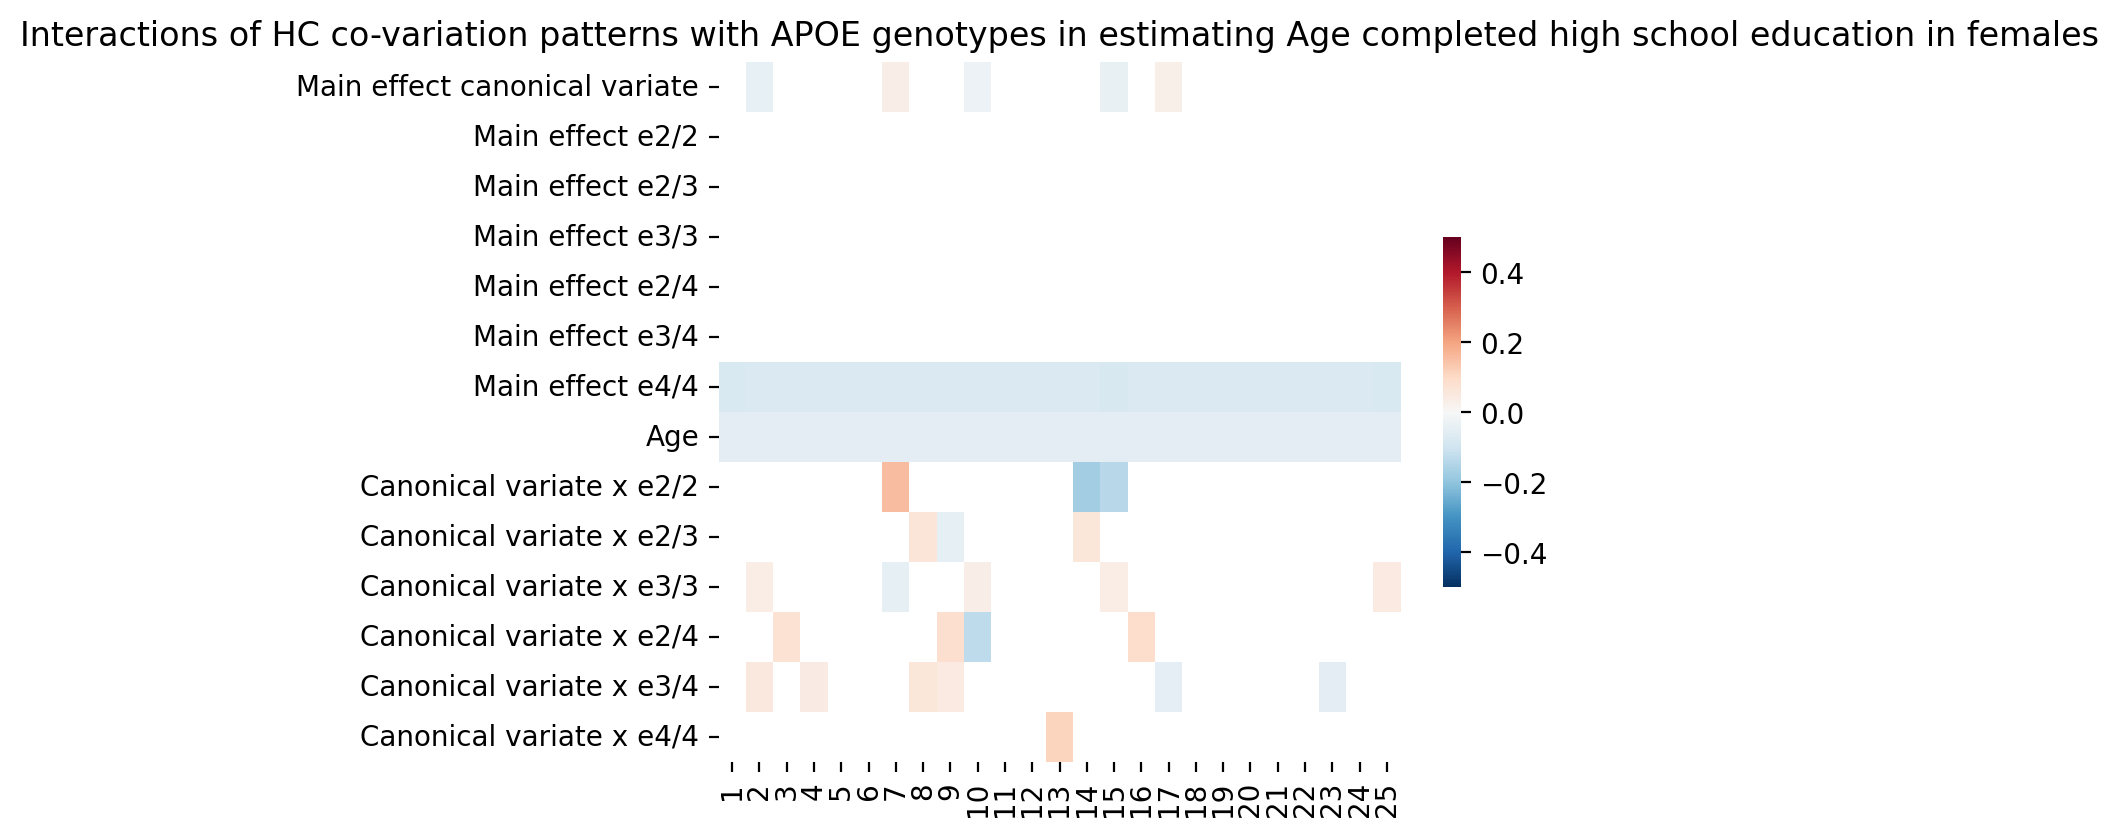 Interactions of HC co-variation patterns with APOE genotypes in estimating Age completed high school education in females
Main effect canonical variate
Main effect e2/2
Main effect e2/3
Main effect e3/3
Main effect e2/4
Main effect e3/4
Main effect e4/4
Age
Canonical variate x e2/2
Canonical variate x e2/3
Canonical variate x e3/3
Canonical variate x e2/4
Canonical variate x e3/4
Canonical variate x e4/4
1 2 3 4 5 6 7 8 9 10 11 12 13 14 15 16 17 18 19 20 21 22 23 24 25
0.4
0.2
0.0
−0.2
−0.4